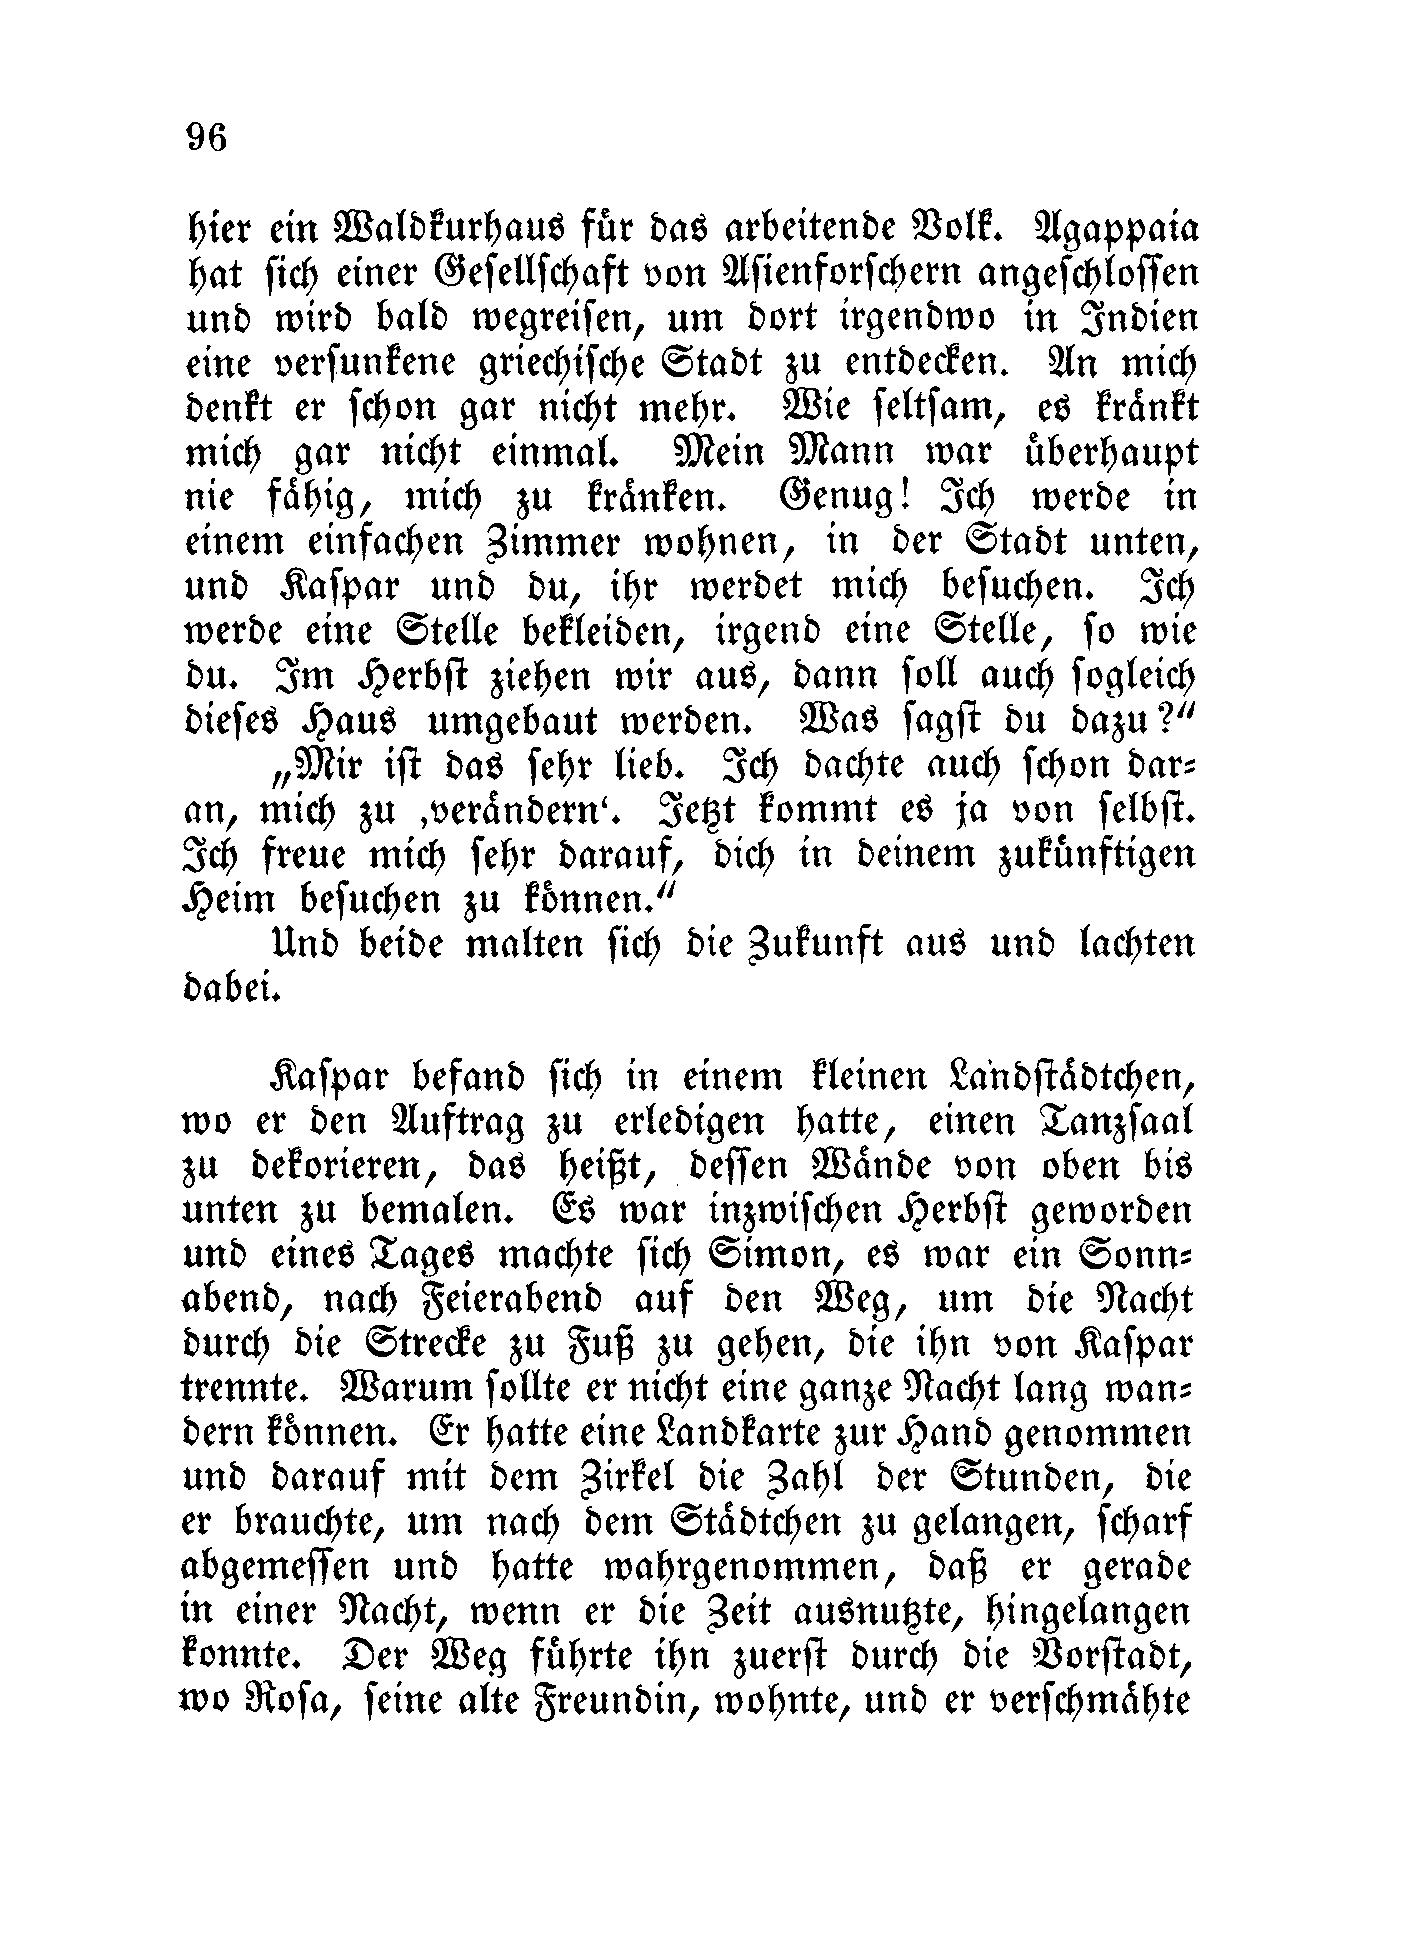 96
hier ein Waldkurhaus für das arbeitende Volk. Agappaia
hat ſich einer Geſellſchaft von Aſienforſchern angeſchloſſen
und wird bald wegreiſen, um dort irgendwo in Indien
eine verſunkene griechiſche Stadt zu entdecken. An mich
denkt er ſchon gar nicht mehr. Wie ſeltſam, es kränkt
mich gar nicht einmal. Mein Mann war überhaupt
nie fähig, mich zu kränken. Genug! Ich werde in
einem einfachen Zimmer wohnen, in der Stadt unten,
und Kaſpar und du, ihr werdet mich beſuchen. Ich
werde eine Stelle bekleiden, irgend eine Stelle, ſo wie
du. Im Herbſt ziehen wir aus, dann ſoll auch ſogleich
dieſes Haus umgebaut werden. Was ſagſt du dazu?“
„Mir iſt das ſehr lieb. Ich dachte auch ſchon dar⸗
an, mich zu ‚verändern‘. Jetzt kommt es ja von ſelbſt.
Ich freue mich ſehr darauf, dich in deinem zukünftigen
Heim beſuchen zu können.“
Und beide malten ſich die Zukunft aus und lachten
dabei.
Kaſpar befand ſich in einem kleinen Landſtädtchen,
wo er den Auftrag zu erledigen hatte, einen Tanzſaal
zu dekorieren, das heißt, deſſen Wände von oben bis
unten zu bemalen. Es war inzwiſchen Herbſt geworden
und eines Tages machte ſich Simon, es war ein Sonn⸗
abend, nach Feierabend auf den Weg, um die Nacht
durch die Strecke zu Fuß zu gehen, die ihn von Kaſpar
trennte. Warum ſollte er nicht eine ganze Nacht lang wan⸗
dern können. Er hatte eine Landkarte zur Hand genommen
und darauf mit dem Zirkel die Zahl der Stunden, die
er brauchte, um nach dem Städtchen zu gelangen, ſcharf
abgemeſſen und hatte wahrgenommen, daß er gerade
in einer Nacht, wenn er die Zeit ausnutzte, hingelangen
konnte. Der Weg führte ihn zuerſt durch die Vorſtadt,
wo Roſa, ſeine alte Freundin, wohnte, und er verſchmähte